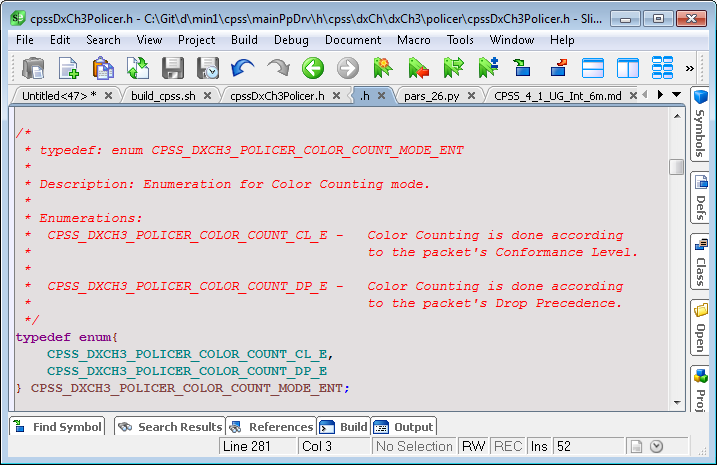 cpssDxCh3Policer.h - C:\Git\d\min1\cpss\mainPpDrv\h\cpss\dxCh\dxCh3\policer\cpssDxCh3Policer.h - Sli...
File Edit Search View Project Build Document Macro Tools Window Help
Untitled<47> * build_cpss.sh cpssDxCh3Policer.h .h pars_26.py CPSS_4_1_UG_Int_6m.md
/*
* typedef: enum CPSS_DXCH3_POLICER_COLOR_COUNT_MODE_ENT
*
* Description: Enumeration for Color Counting mode.
*
* Enumerations:
* CPSS_DXCH3_POLICER_COLOR_COUNT_CL_E - Color Counting is done according
* to the packet's Conformance Level.
*
* CPSS_DXCH3_POLICER_COLOR_COUNT_DP_E - Color Counting is done according
* to the packet's Drop Precedence.
*/
typedef enum{
CPSS_DXCH3_POLICER_COLOR_COUNT_CL_E,
CPSS_DXCH3_POLICER_COLOR_COUNT_DP_E
} CPSS_DXCH3_POLICER_COLOR_COUNT_MODE_ENT;
Symbols
Defs
Class
Open
Proj
Find Symbol Search Results References Build Output
Line 281 Col 3 No Selection RW REC Ins 52